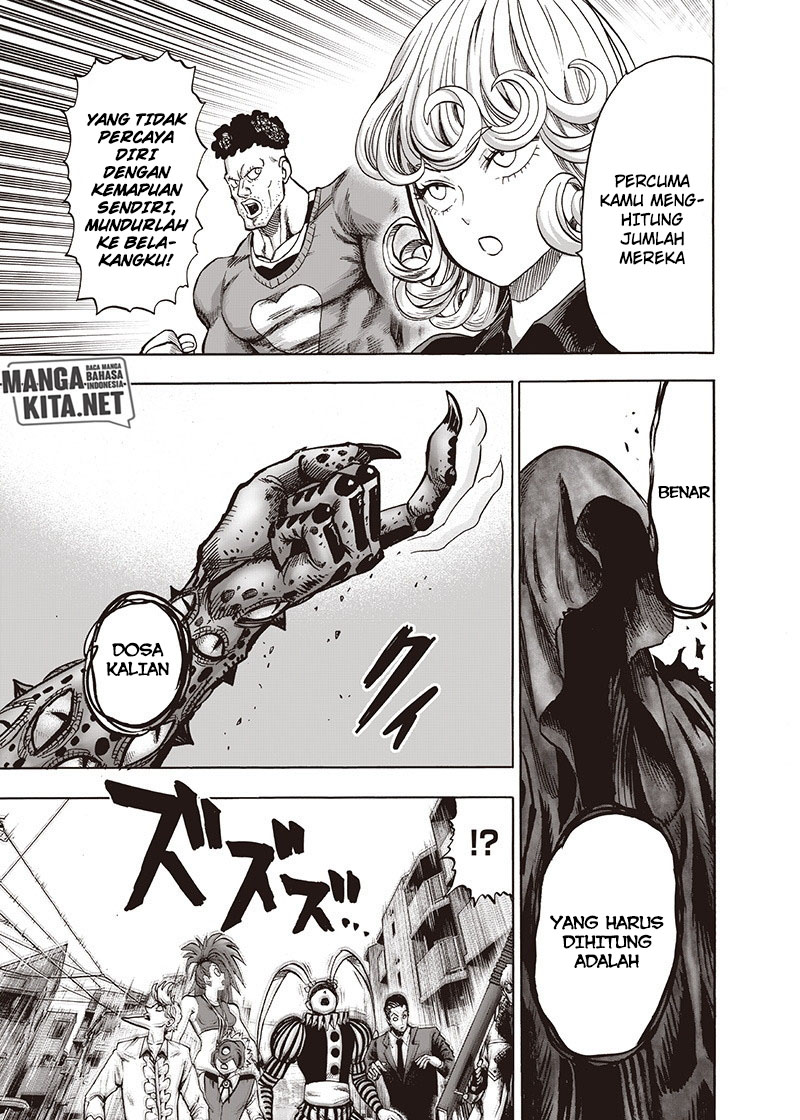 PERCUMA
KAMU MENG-
HITUNG
JUMLAH
MEREKA
YANG TIDAK
PERCAYA
DIRI
DENGAN
KEMAPUAN
SENDIRI,
MUNDURLAH
KE BELA-
KANGKU!
MANGA
BACA MANGA
BAHASA
INDONESIA
KITA.NET
BENAR
YANG HARUS
DIHITUNG
ADALAH
DOSA
KALIAN
クイ
!?
ズズズ...